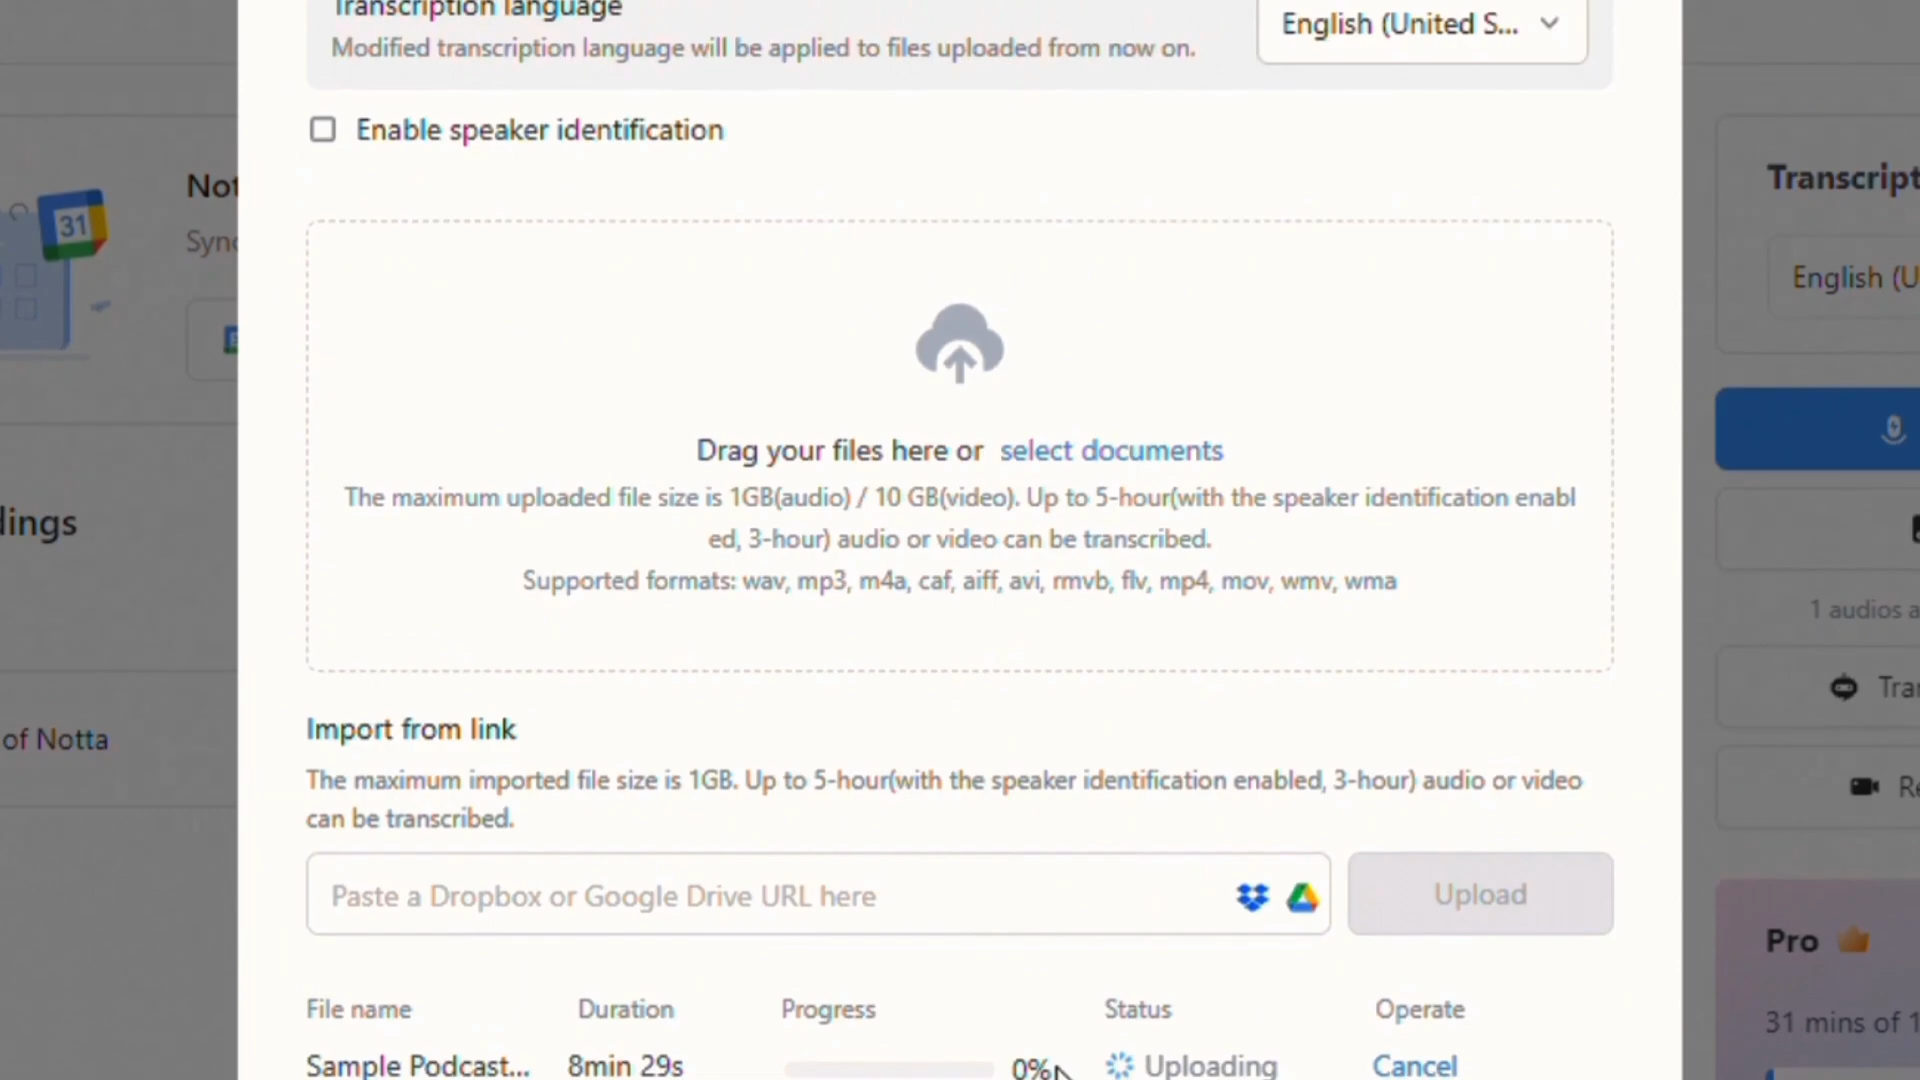 Transcription language
Modified transcription language will be applied to files uploaded from now on.
English (United S...
Enable speaker identification
31
Not
Sync
Transcript
English (U
Drag your files here or select documents
The maximum uploaded file size is 1GB(audio) / 10 GB(video). Up to 5-hour(with the speaker identification enabl
ed, 3-hour) audio or video can be transcribed.
Supported formats: wav, mp3, m4a, caf, aiff, avi, rmvb, flv, mp4, mov, wmv, wma
dings
1 audios a
Tra
of Notta
Import from link
The maximum imported file size is 1GB. Up to 5-hour(with the speaker identification enabled, 3-hour) audio or video
can be transcribed.
Re
Paste a Dropbox or Google Drive URL here
Upload
Pro
31 mins of 1
File name Duration Progress Status Operate
Sample Podcast... 8min 29s 0% Uploading Cancel